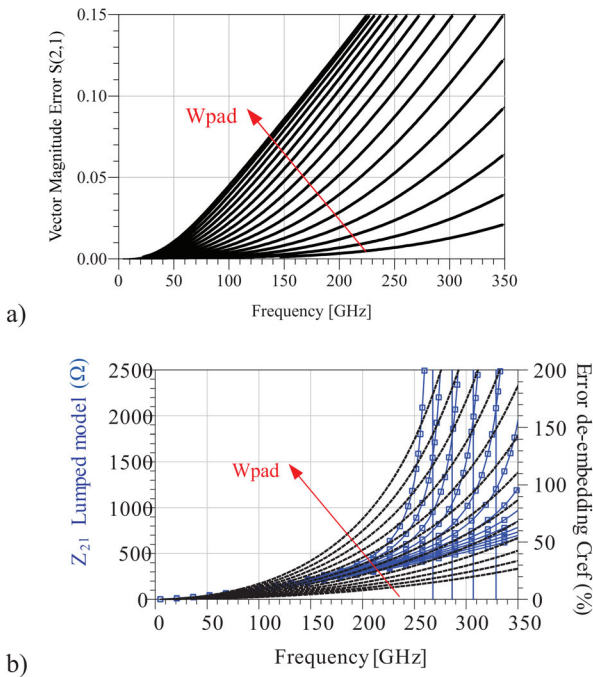 Vector Magnitude Error S(2,1)
0.15
0.10
0.05
0.00
Wpad
0 50 100 150 200 250 300 350
Frequency [GHz]
a)
Z21 Lumped model (Ω)
2500
2000
1500
1000
500
0
Wpad
200
150
100
50
0
Error de-embedding Cref (%)
0 50 100 150 200 250 300 350
Frequency [GHz]
b)